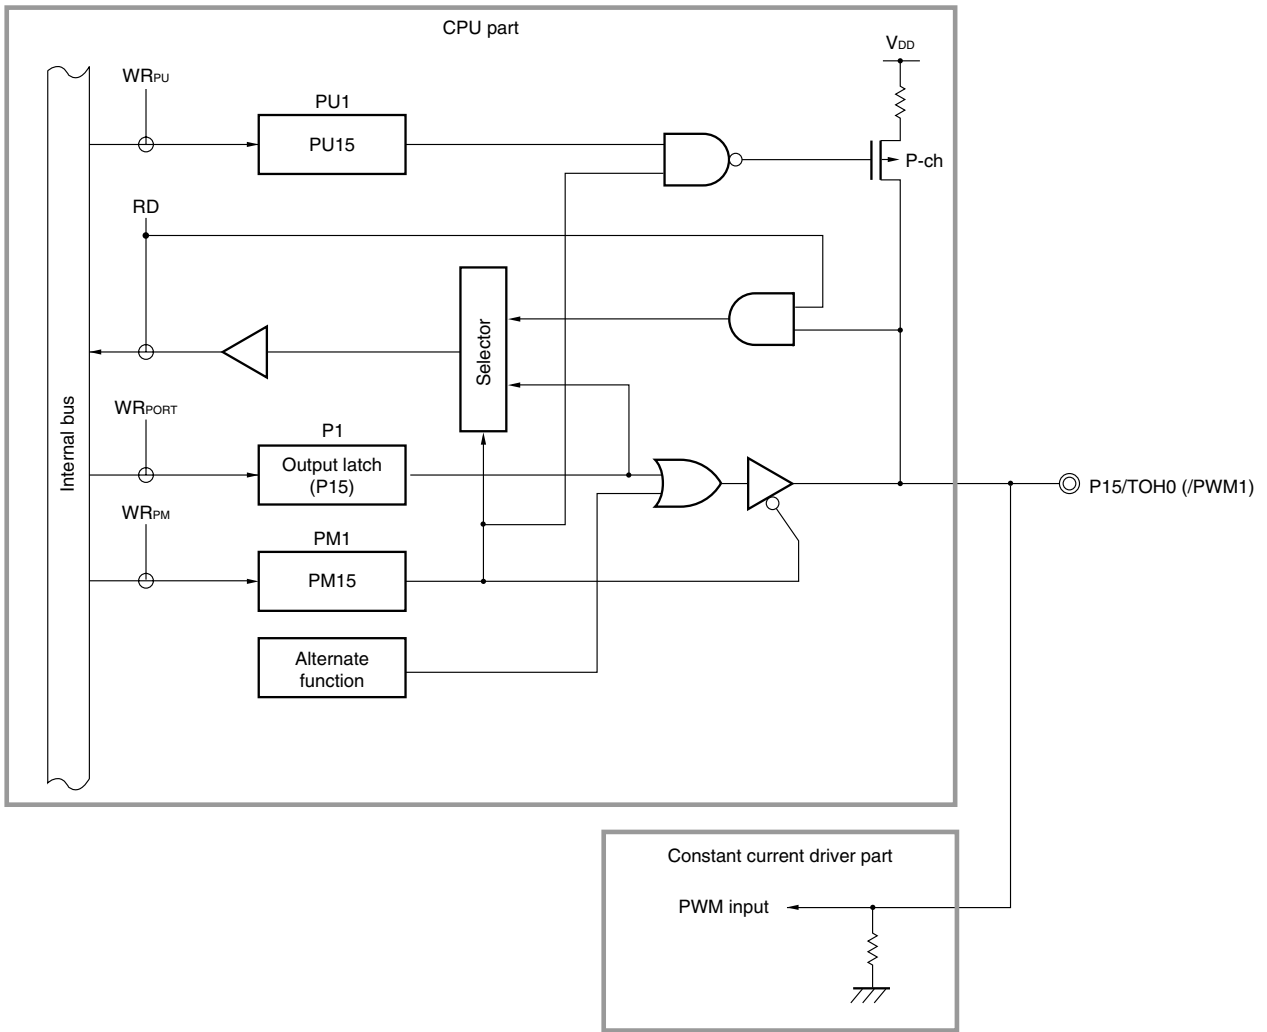 CPU part
VDD
WRPU
PU1
PU15
P-ch
RD
Selector
Internal bus
WRPORT
P1
Output latch
(P15)
P15/TOH0 (/PWM1)
WRPM
PM1
PM15
Alternate
function
Constant current driver part
PWM input